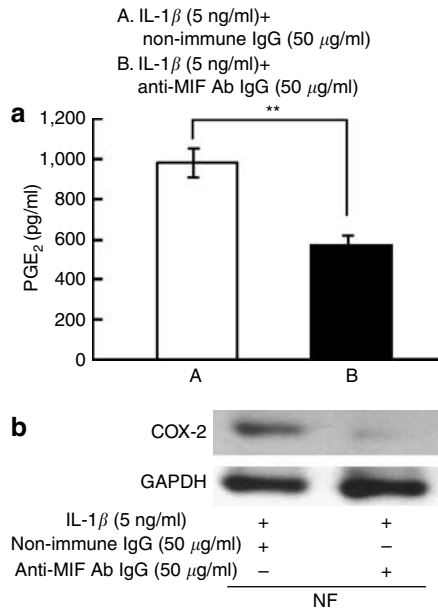 A. IL-1β (5 ng/ml)+
non-immune IgG (50 μg/ml)
B. IL-1β (5 ng/ml)+
anti-MIF Ab IgG (50 μg/ml)
a
**
1,200
1,000
800
600
400
200
0
PGE₂ (pg/ml)
A B
b
COX-2
GAPDH
IL-1β (5 ng/ml) + +
Non-immune IgG (50 μg/ml) + –
Anti-MIF Ab IgG (50 μg/ml) – +
NF